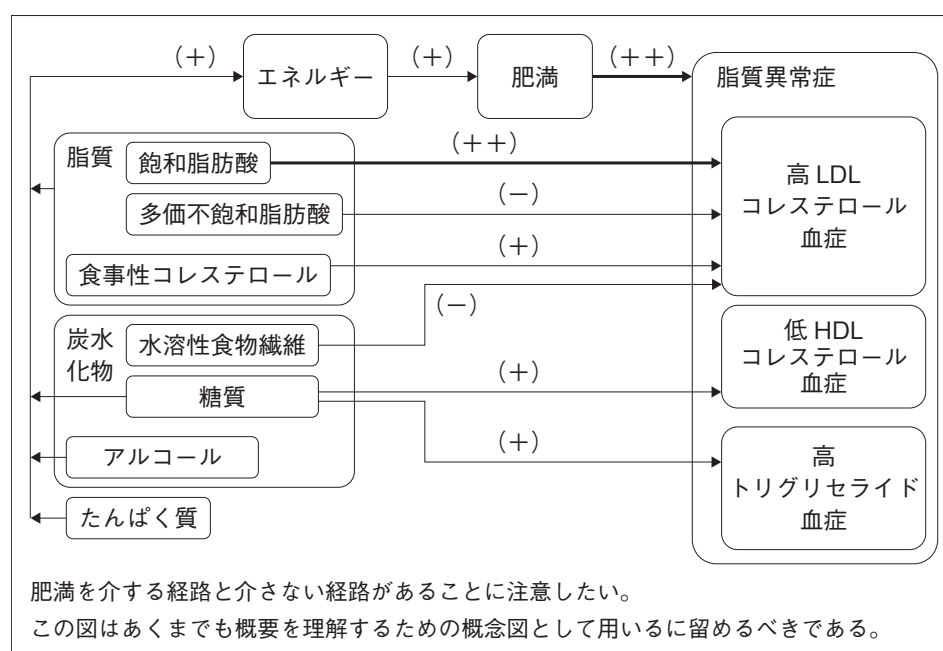 （＋）
エネルギー
（＋）
肥満
（＋＋）
脂質異常症
脂質
飽和脂肪酸
（＋＋）
高 LDL
コレステロール
血症
多価不飽和脂肪酸
（－）
食事性コレステロール
（＋）
炭水
化物
水溶性食物繊維
（－）
低 HDL
コレステロール
血症
糖質
（＋）
（＋）
高
トリグリセライド
血症
アルコール
たんぱく質
肥満を介する経路と介さない経路があることに注意したい。
この図はあくまでも概要を理解するための概念図として用いるに留めるべきである。